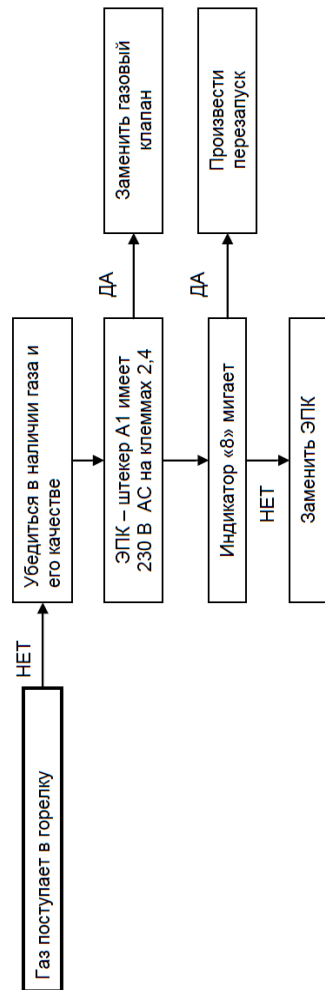 Газ поступает в горелку
НЕТ
Убедиться в наличии газа и
его качестве
ЭПК – штекер А1 имеет
230 В АС на клеммах 2,4
ДА
Заменить газовый
клапан
Индикатор «8» мигает
ДА
Произвести
перезапуск
НЕТ
Заменить ЭПК